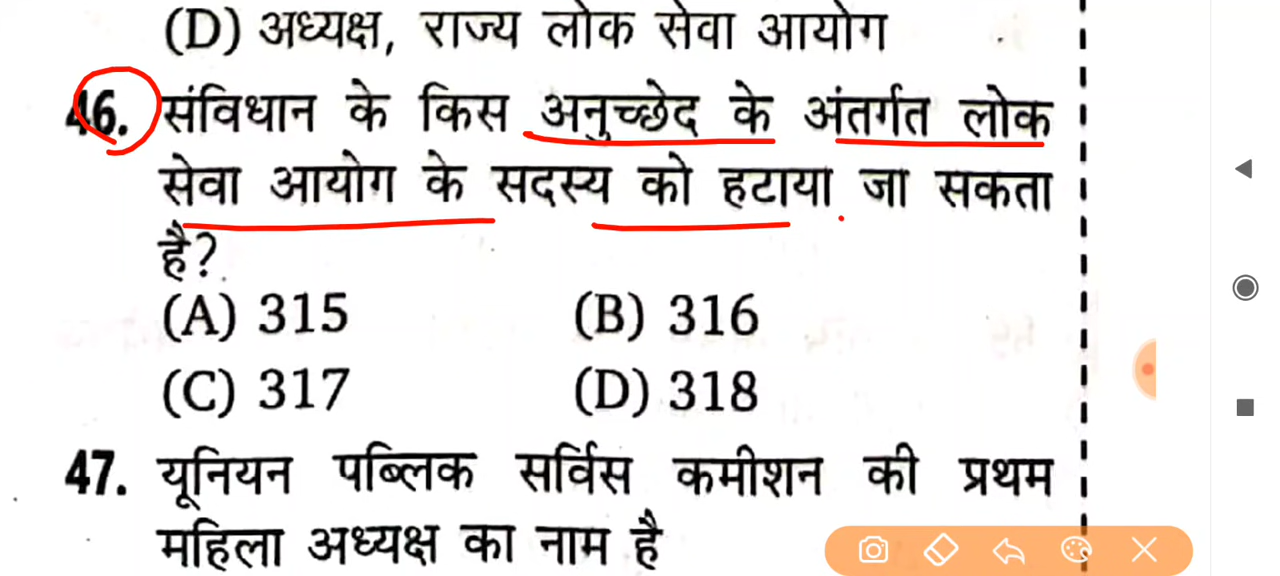 (D) अध्यक्ष, राज्य लोक सेवा आयोग
46. संविधान के किस अनुच्छेद के अंतर्गत लोक
सेवा आयोग के सदस्य को हटाया जा सकता
है?
(A) 315 (B) 316
(C) 317 (D) 318
47. यूनियन पब्लिक सर्विस कमीशन की प्रथम
महिला अध्यक्ष का नाम है